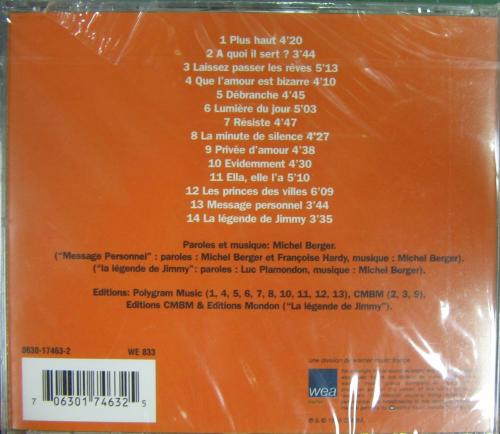 1 Plus haut 4'20
2 A quoi il sert ? 3'44
3 Laissez passer les rêves 5'13
4 Que l'amour est bizarre 4'10
5 Débranche 4'45
6 Lumière du jour 5'03
7 Résiste 4'47
8 La minute de silence 4'27
9 Privée d'amour 4'38
10 Evidemment 4'30
11 Ella, elle l'a 5'10
12 Les princes des villes 6'09
13 Message personnel 3'44
14 La légende de Jimmy 3'35
Paroles et musique: Michel Berger.
("Message Personnel" : paroles : Michel Berger et Françoise Hardy, musique : Michel Berger).
("la légende de Jimmy": paroles : Luc Plamondon, musique : Michel Berger).
Editions: Polygram Music (1, 4, 5, 6, 7, 8, 10, 11, 12, 13), CMBM (2, 3, 9),
Editions CMBM & Editions Mondon ("La légende de Jimmy").
0630-17463-2 WE 833
une division de warner music france
wea
7 06301 74632 5